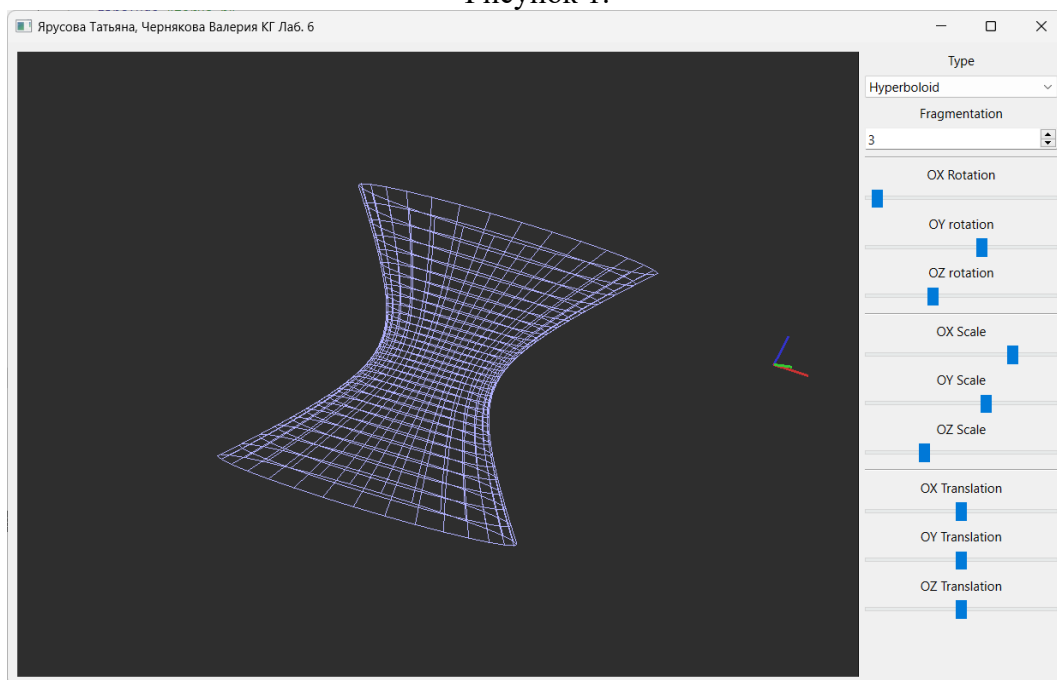 Рисунок 1.
Ярусова Татьяна, Чернякова Валерия КГ Лаб. 6
Type
Hyperboloid
Fragmentation
3
OX Rotation
OY rotation
OZ rotation
OX Scale
OY Scale
OZ Scale
OX Translation
OY Translation
OZ Translation